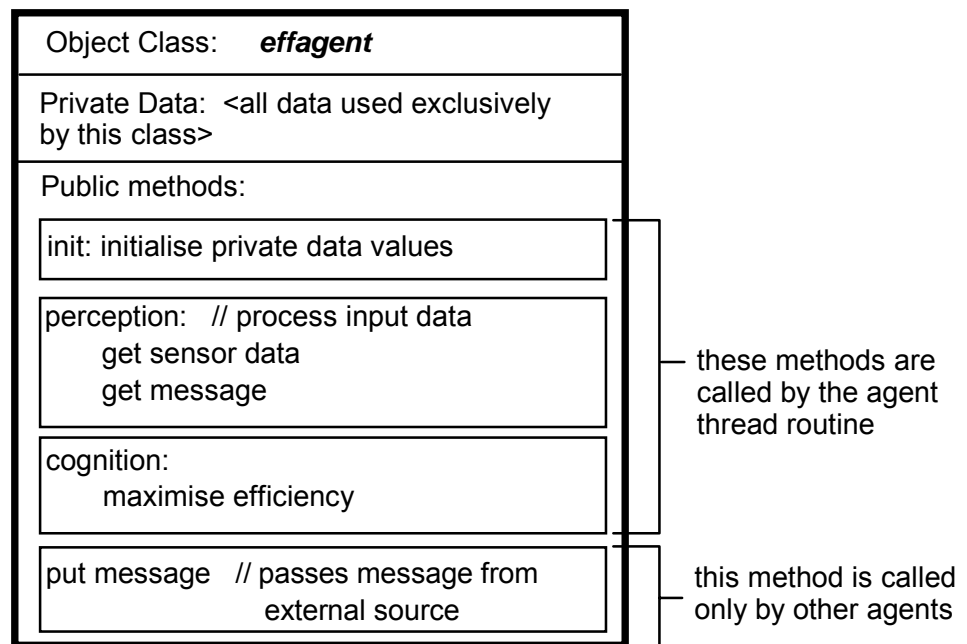 Object Class: effagent
Private Data: <all data used exclusively
by this class>
Public methods:
init: initialise private data values
perception: // process input data
get sensor data
get message
these methods are
called by the agent
thread routine
cognition:
maximise efficiency
put message // passes message from
external source
this method is called
only by other agents